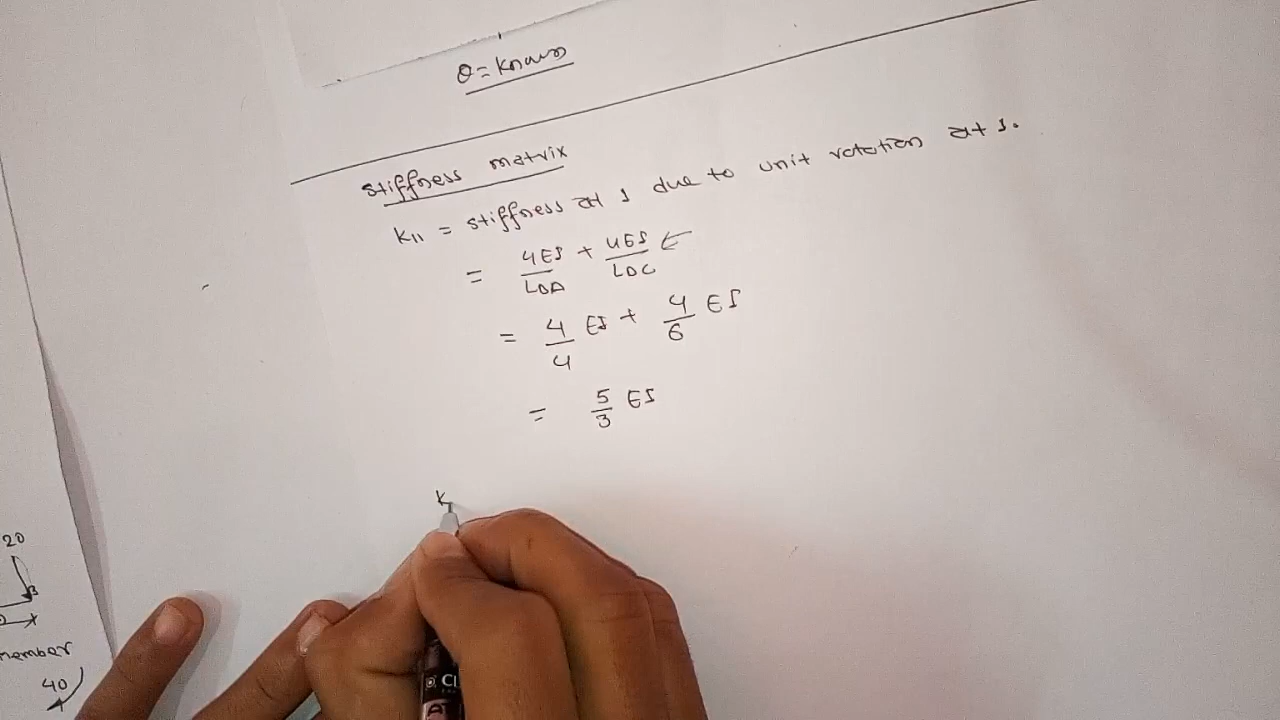 θ = Known
stiffness matrix
K11 = stiffness at 1 due to unit rotation at 1.
= 4EI/LDA + 4EI/LDC
= 4/4 EI + 4/6 EI
= 5/3 EI
K
20
Member
40
CL